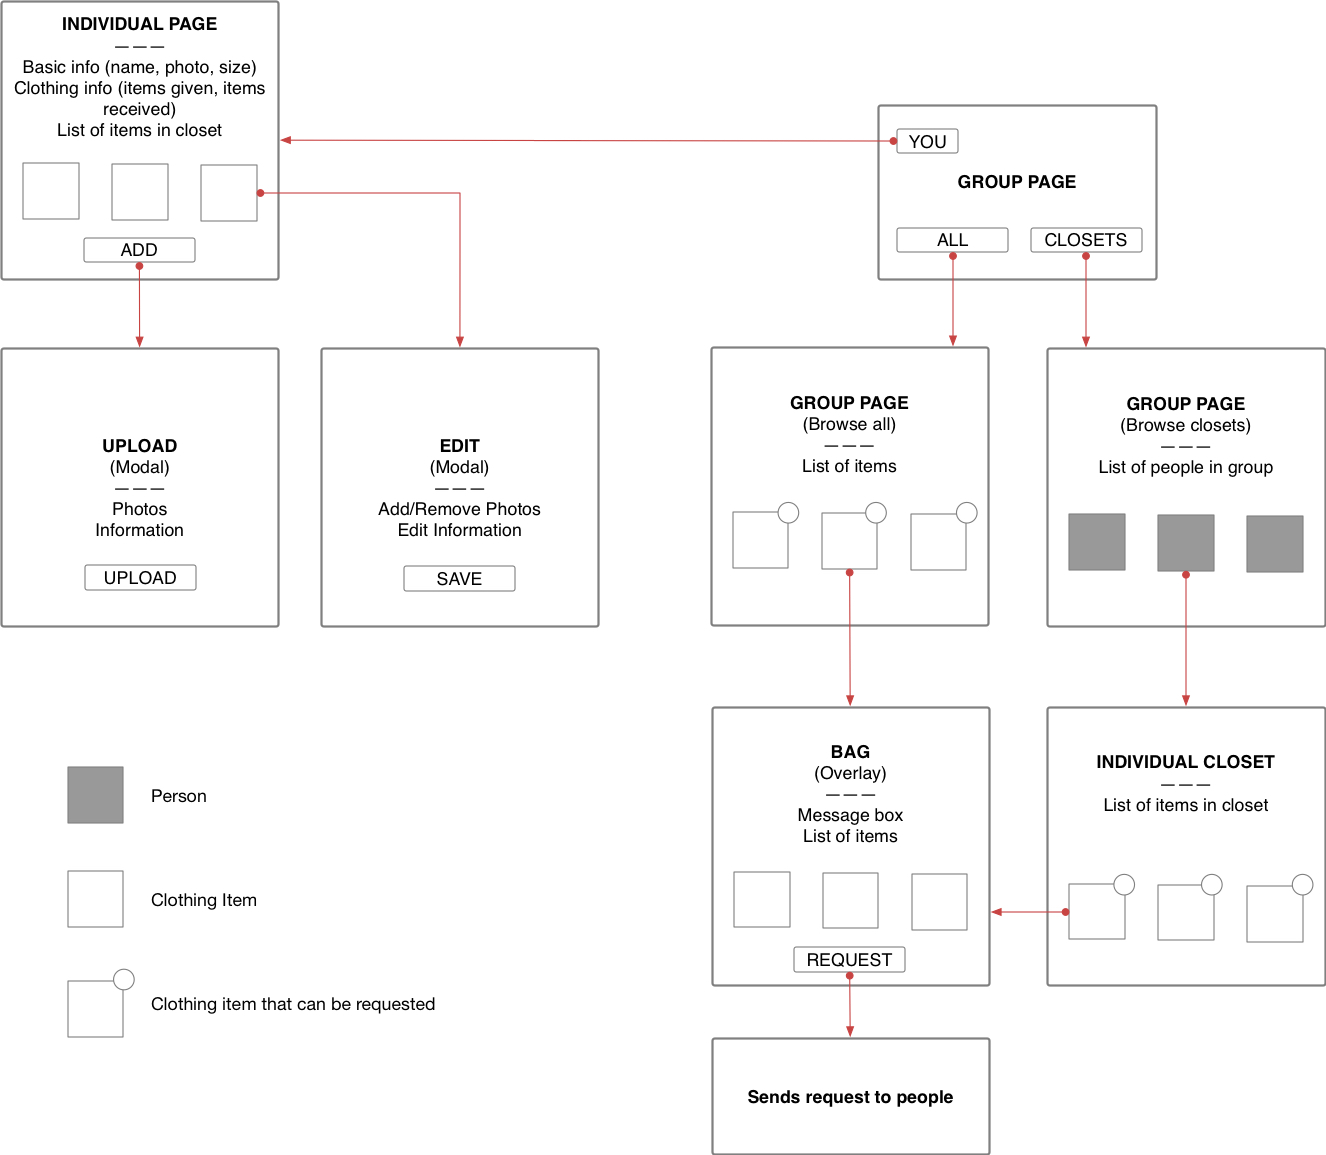 INDIVIDUAL PAGE
— — —
Basic info (name, photo, size)
Clothing info (items given, items
received)
List of items in closet
ADD
YOU
GROUP PAGE
ALL
CLOSETS
UPLOAD
(Modal)
— — —
Photos
Information
UPLOAD
EDIT
(Modal)
— — —
Add/Remove Photos
Edit Information
SAVE
GROUP PAGE
(Browse all)
— — —
List of items
GROUP PAGE
(Browse closets)
— — —
List of people in group
BAG
(Overlay)
— — —
Message box
List of items
REQUEST
INDIVIDUAL CLOSET
— — —
List of items in closet
Person
Clothing Item
Clothing item that can be requested
Sends request to people